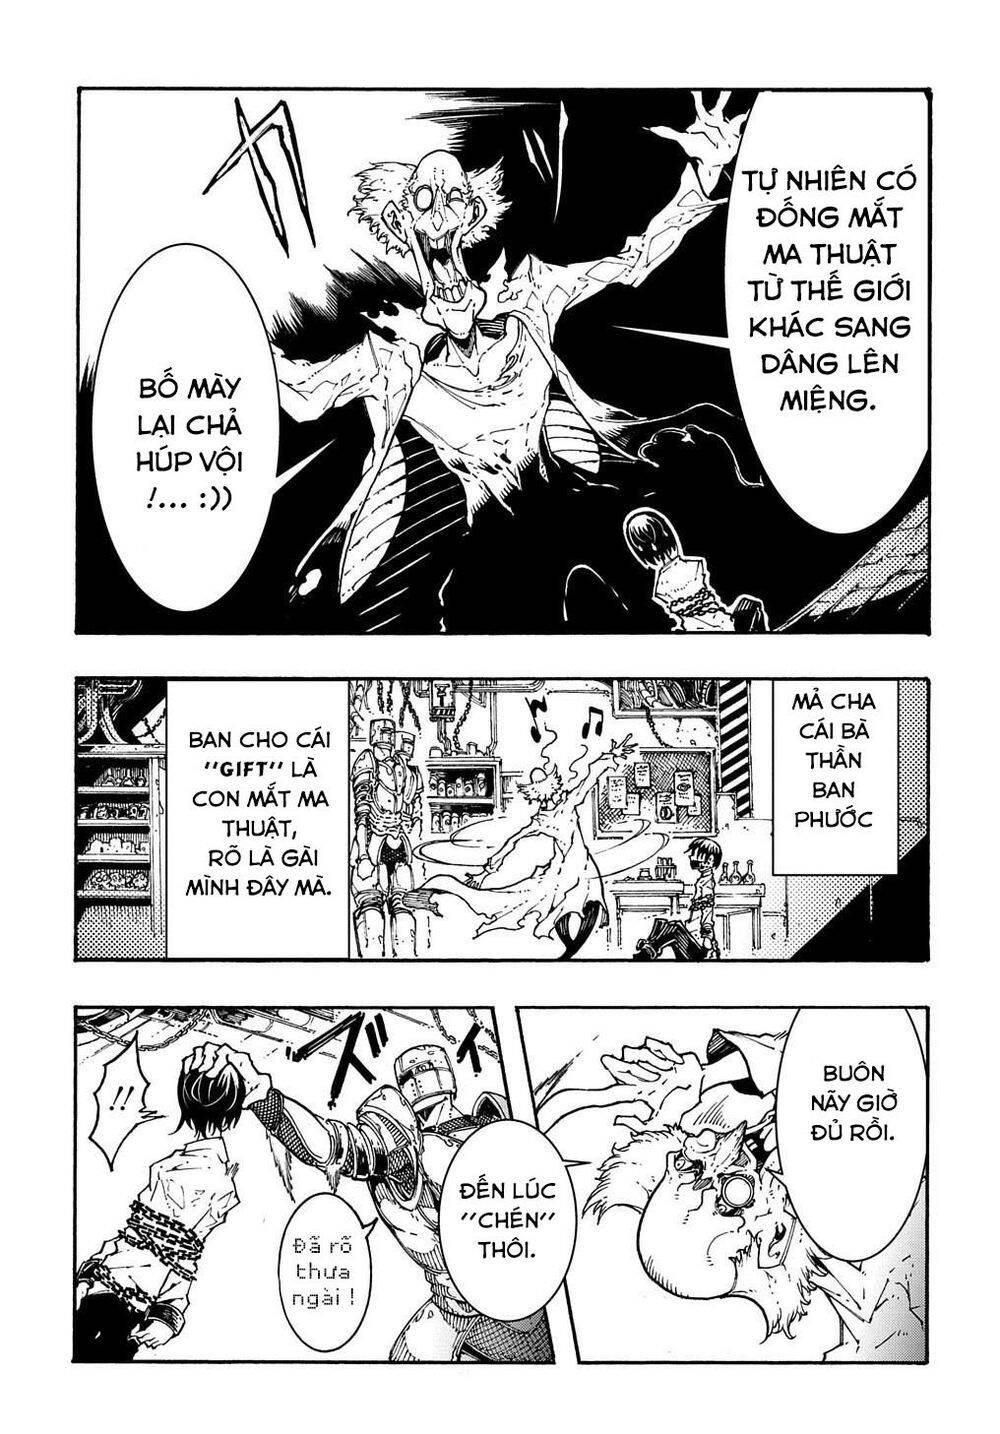 TỰ NHIÊN CÓ
ĐỐNG MẮT
MA THUẬT
TỪ THẾ GIỚI
KHÁC SANG
DÂNG LÊN
MIỆNG.
BỐ MÀY
LẠI CHẢ
HÚP VỘI
!... :))
MẢ CHA
CÁI BÀ
THẦN
BAN
PHƯỚC
BAN CHO CÁI
"GIFT" LÀ
CON MẮT MA
THUẬT,
RÕ LÀ GÀI
MÌNH ĐÂY MÀ.
BUÔN
NÃY GIỜ
ĐỦ RỒI.
ĐẾN LÚC
"CHÉN"
THÔI.
Đã rõ
thưa
ngài!
!!